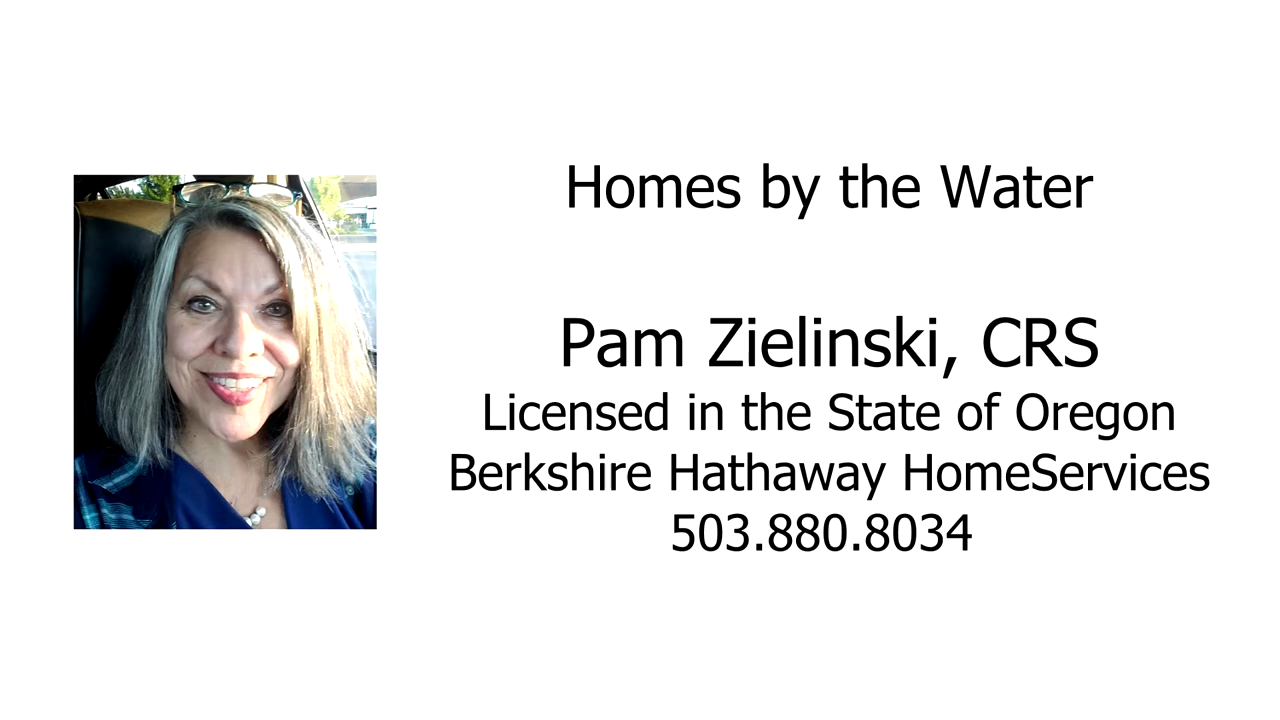 Homes by the Water
Pam Zielinski, CRS
Licensed in the State of Oregon
Berkshire Hathaway HomeServices
503.880.8034